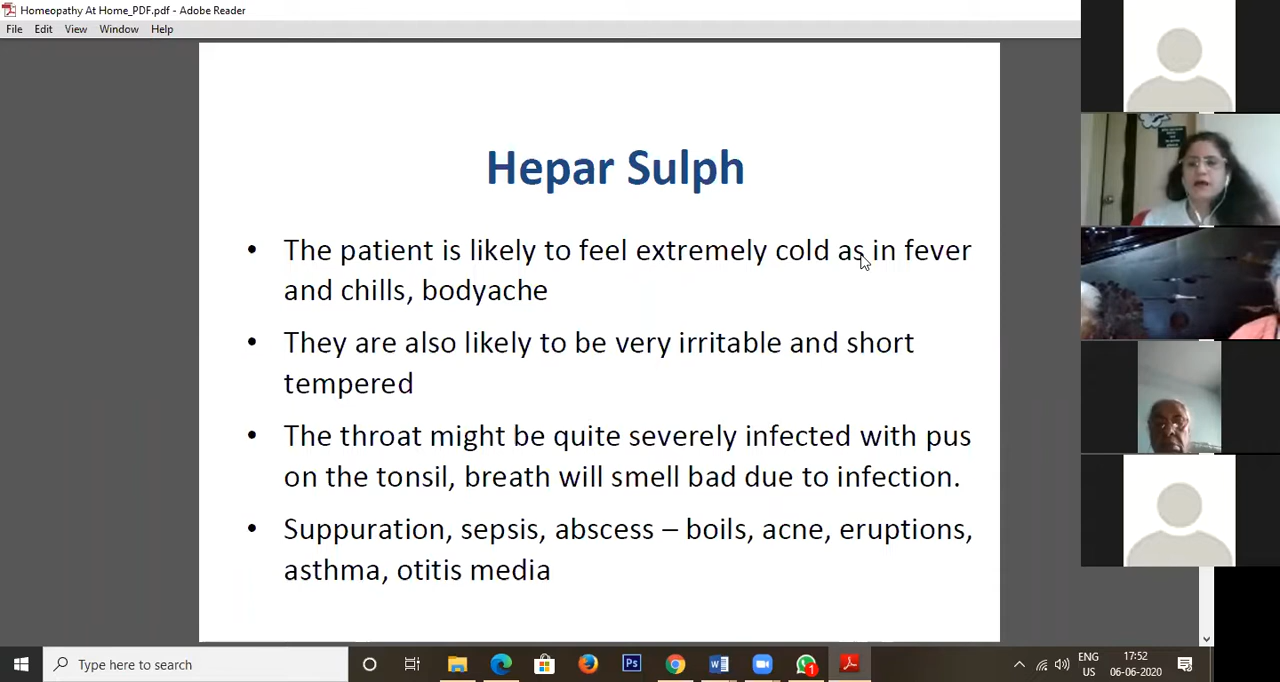 Homeopathy At Home_PDF.pdf - Adobe Reader
File Edit View Window Help
Hepar Sulph
• The patient is likely to feel extremely cold as in fever
and chills, bodyache
• They are also likely to be very irritable and short
tempered
• The throat might be quite severely infected with pus
on the tonsil, breath will smell bad due to infection.
• Suppuration, sepsis, abscess – boils, acne, eruptions,
asthma, otitis media
Type here to search
Ps
W
1
ENG
US
17:52
06-06-2020